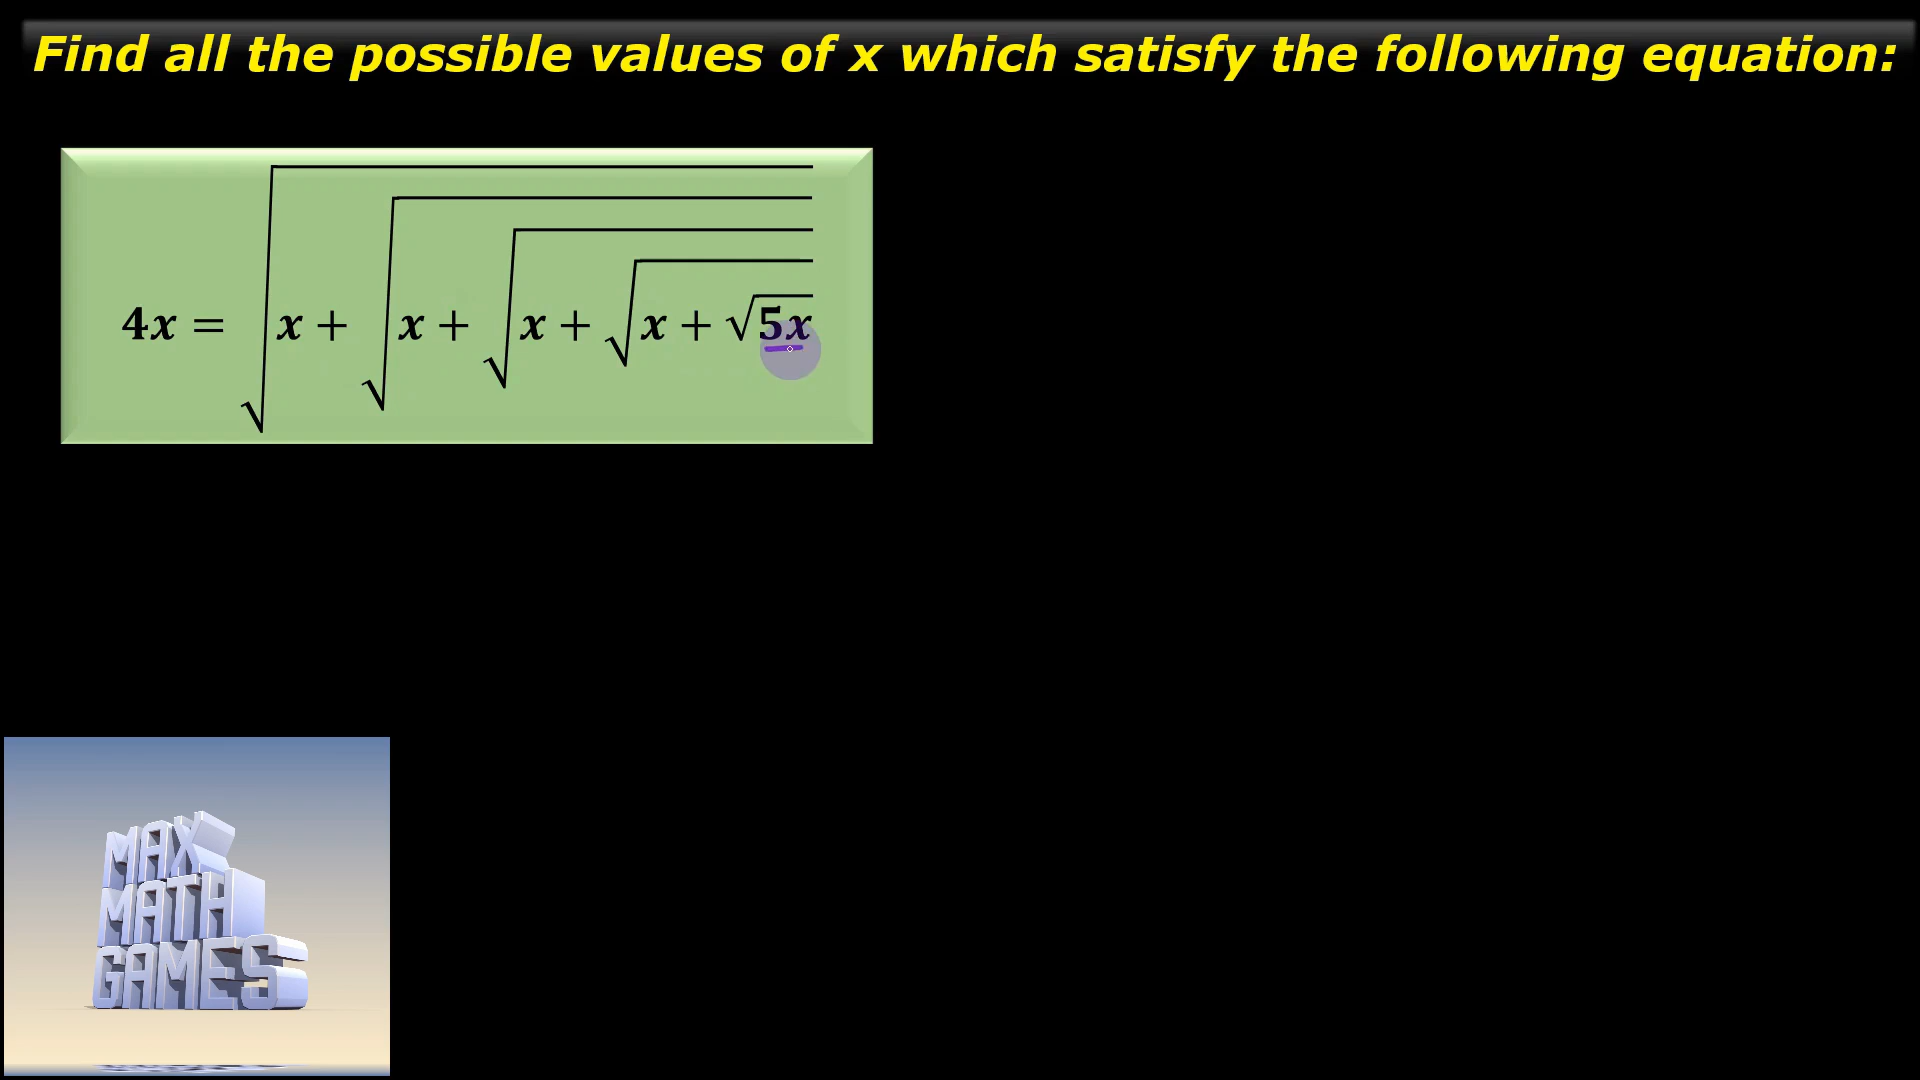 Find all the possible values of x which satisfy the following equation:
4x = √(x + √(x + √(x + √(x + √5x))))
MAX
MATH
GAMES